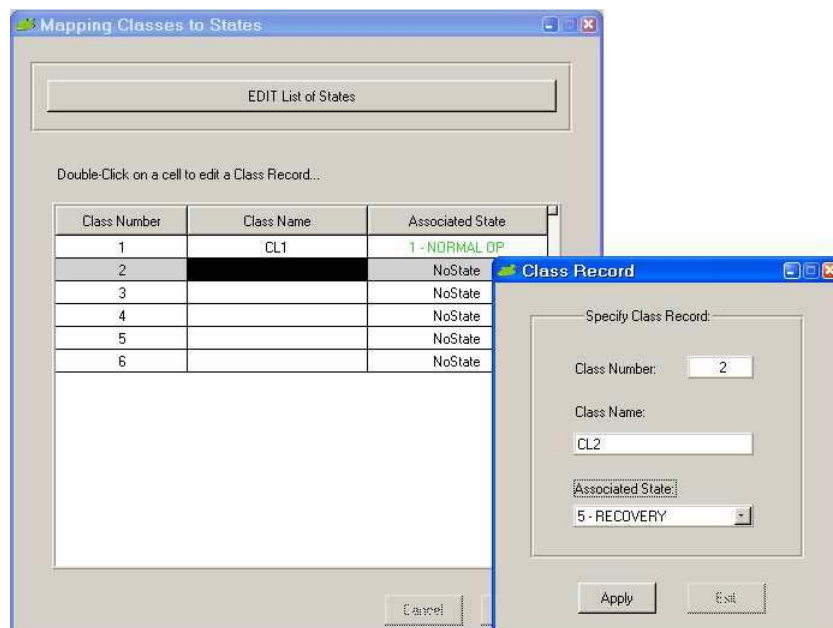 Mapping Classes to States
EDIT List of States
Double-Click on a cell to edit a Class Record...
Class Number Class Name Associated State
1 CL1 1 - NORMAL OP
2 NoState
3 NoState
4 NoState
5 NoState
6 NoState
Cancel
Class Record
Specify Class Record:
Class Number: 2
Class Name:
CL2
Associated State:
5 - RECOVERY
Apply Exit